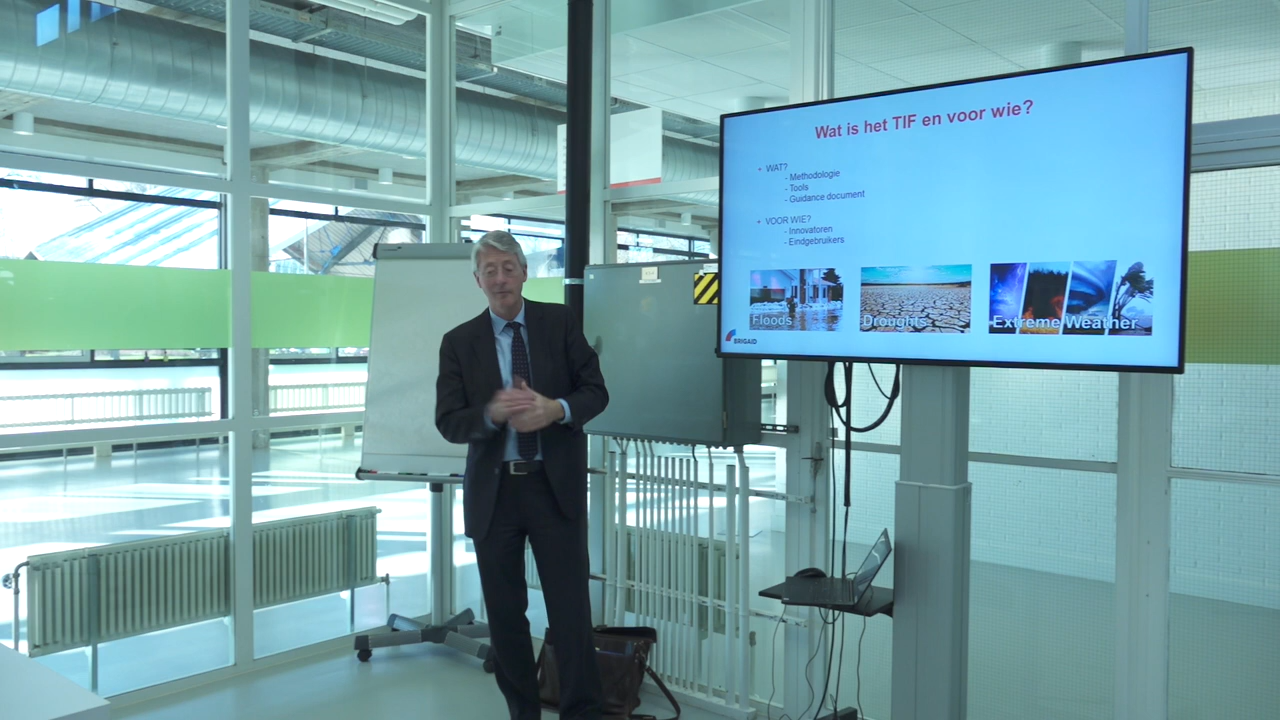 Wat is het TIF en voor wie?
• WAT?
- Methodologie
- Tools
- Guidance document
• VOOR WIE?
- Innovatoren
- Eindgebruikers
Floods
Droughts
Extreme Weather
BRIGAID